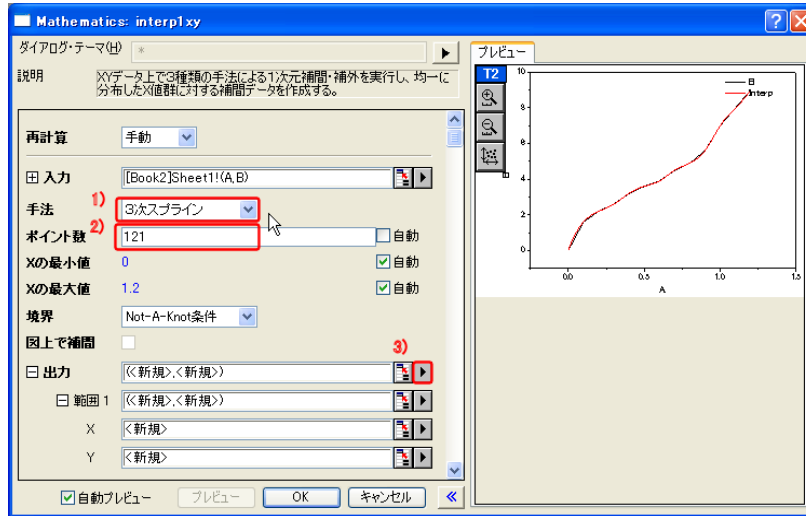 Mathematics: interp1xy
ダイアログ・テーマ(H) *
説明 XYデータ上で3種類の手法による1次元補間・補外を実行し、均一に
分布したX値群に対する補間データを作成する。
再計算 手動
入力 [Book2]Sheet1!(A,B)
1)
手法 3次スプライン
2)
ポイント数 121 自動
Xの最小値 0 自動
Xの最大値 1.2 自動
境界 Not-A-Knot条件
図上で補間
3)
出力 (<新規>,<新規>)
範囲 1 (<新規>,<新規>)
X <新規>
Y <新規>
自動プレビュー プレビュー OK キャンセル
プレビュー
T2
B
Interp
10
8
6
4
2
0
0.0 0.5 1.0 1.5
A